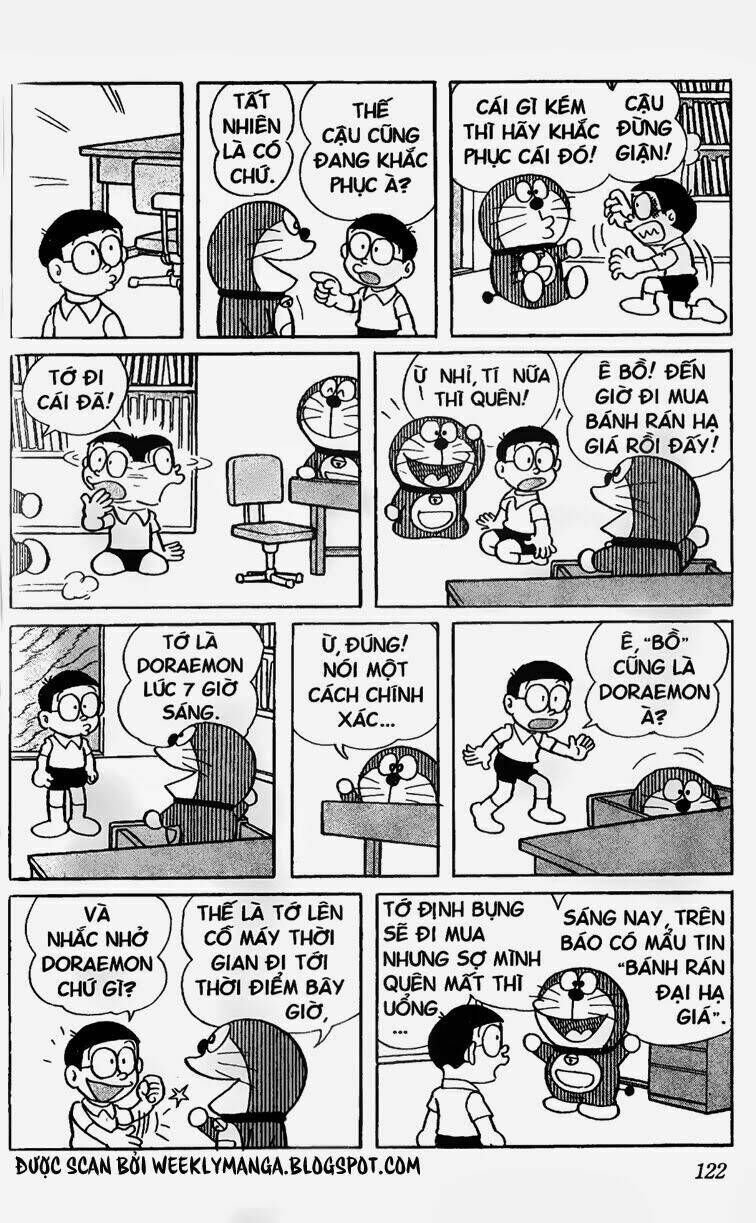 CẬU
ĐỪNG
GIẬN!
CÁI GÌ KÉM
THÌ HÃY KHẮC
PHỤC CÁI ĐÓ!
THẾ
CẬU CŨNG
ĐANG KHẮC
PHỤC À?
TẤT
NHIÊN
LÀ CÓ
CHỨ.
Ê BỒ! ĐẾN
GIỜ ĐI MUA
BÁNH RÁN HẠ
GIÁ RỒI ĐẤY!
Ừ NHỈ, TÍ NỮA
THÌ QUÊN!
TỚ ĐI
CÁI ĐÃ!
Ê, “BỒ”
CŨNG LÀ
DORAEMON
À?
Ừ, ĐÚNG!
NÓI MỘT
CÁCH CHÍNH
XÁC...
TỚ LÀ
DORAEMON
LÚC 7 GIỜ
SÁNG.
SÁNG NAY, TRÊN
BÁO CÓ MẨU TIN
“BÁNH RÁN
ĐẠI HẠ
GIÁ”.
TỚ ĐỊNH BỤNG
SẼ ĐI MUA
NHƯNG SỢ MÌNH
QUÊN MẤT THÌ
UỔNG
...
THẾ LÀ TỚ LÊN
CỖ MÁY THỜI
GIAN ĐI TỚI
THỜI ĐIỂM BÂY
GIỜ,
VÀ
NHẮC NHỞ
DORAEMON
CHỨ GÌ?
ĐƯỢC SCAN BỞI WEEKLYMANGA.BLOGSPOT.COM
122